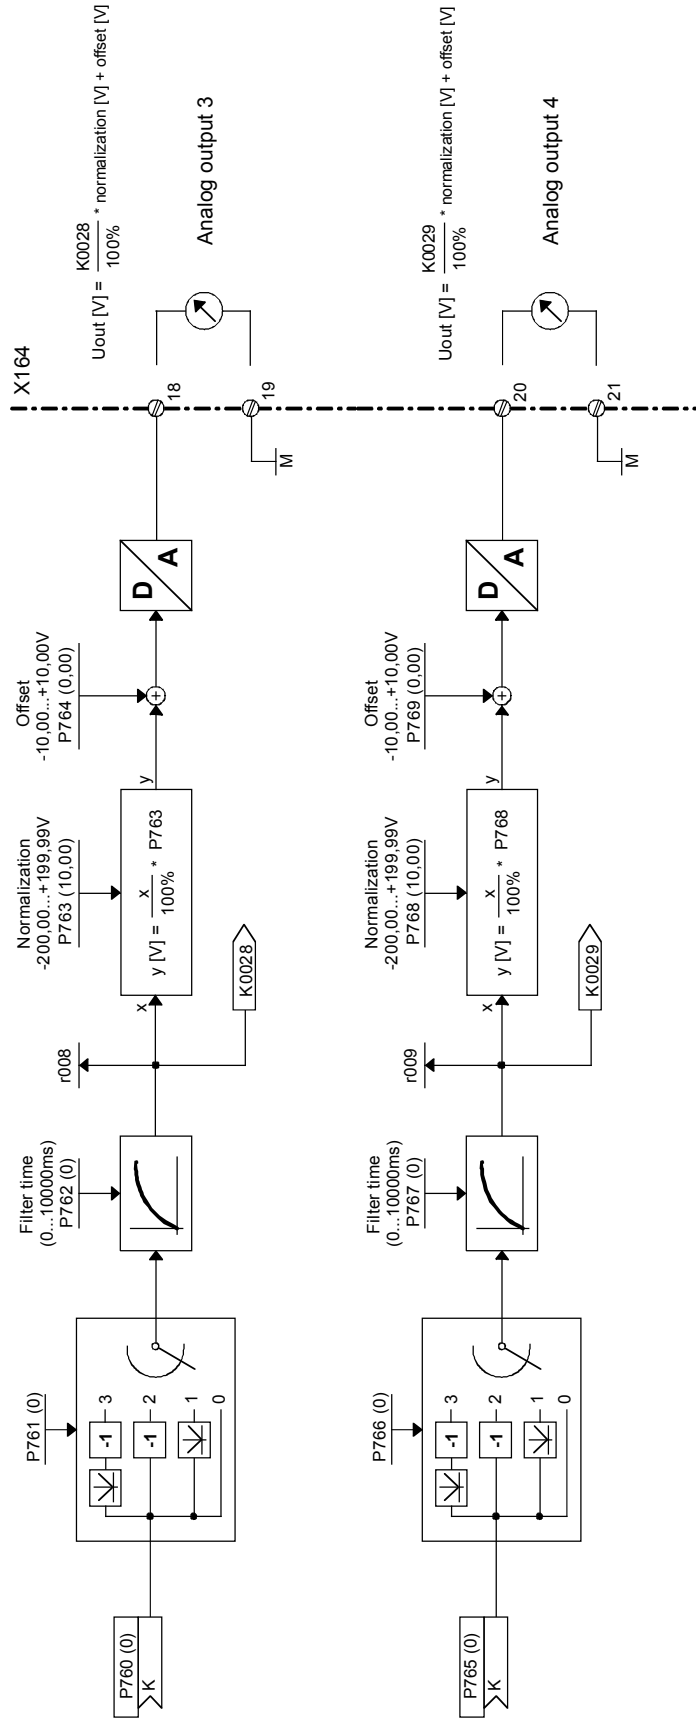 P760 (0)
K
P761 (0)
-1
3
-1
2
1
0
Filter time
(0...10000ms)
P762 (0)
r008
K0028
Normalization
-200,00...+199,99V
P763 (10,00)
x
y [V] = x / 100% * P763
y
Offset
-10,00...+10,00V
P764 (0,00)
+
D
A
M
X164
18
19
Uout [V] = K0028 / 100% * normalization [V] + offset [V]
Analog output 3
P765 (0)
K
P766 (0)
-1
3
-1
2
1
0
Filter time
(0...10000ms)
P767 (0)
r009
K0029
Normalization
-200,00...+199,99V
P768 (10,00)
x
y [V] = x / 100% * P768
y
Offset
-10,00...+10,00V
P769 (0,00)
+
D
A
M
20
21
Uout [V] = K0029 / 100% * normalization [V] + offset [V]
Analog output 4